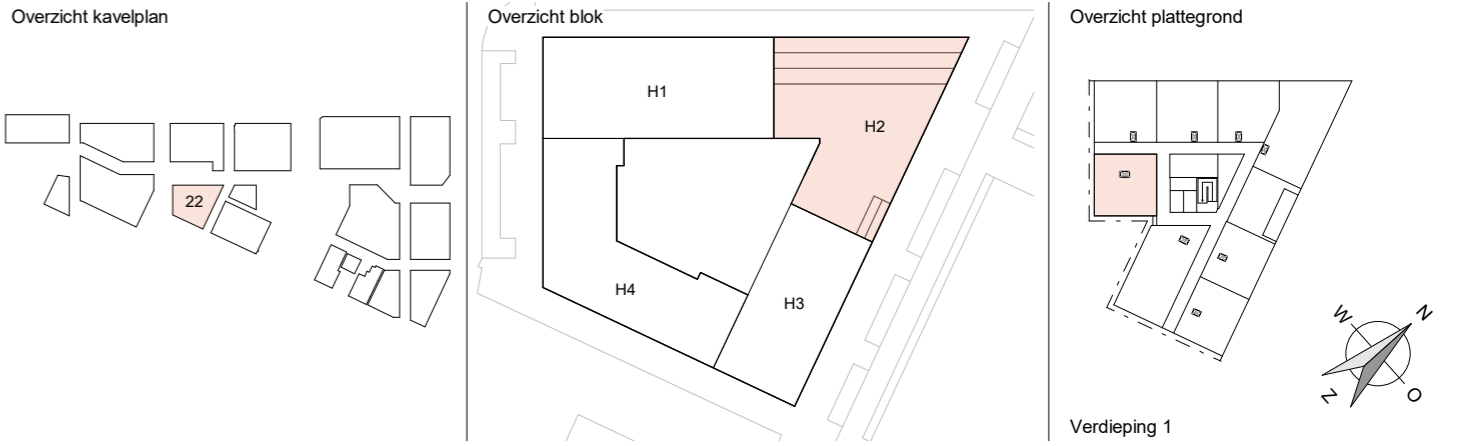 Overzicht kavelplan
22
Overzicht blok
H1
H2
H4
H3
Overzicht plattegrond
N
W
O
Z
Verdieping 1